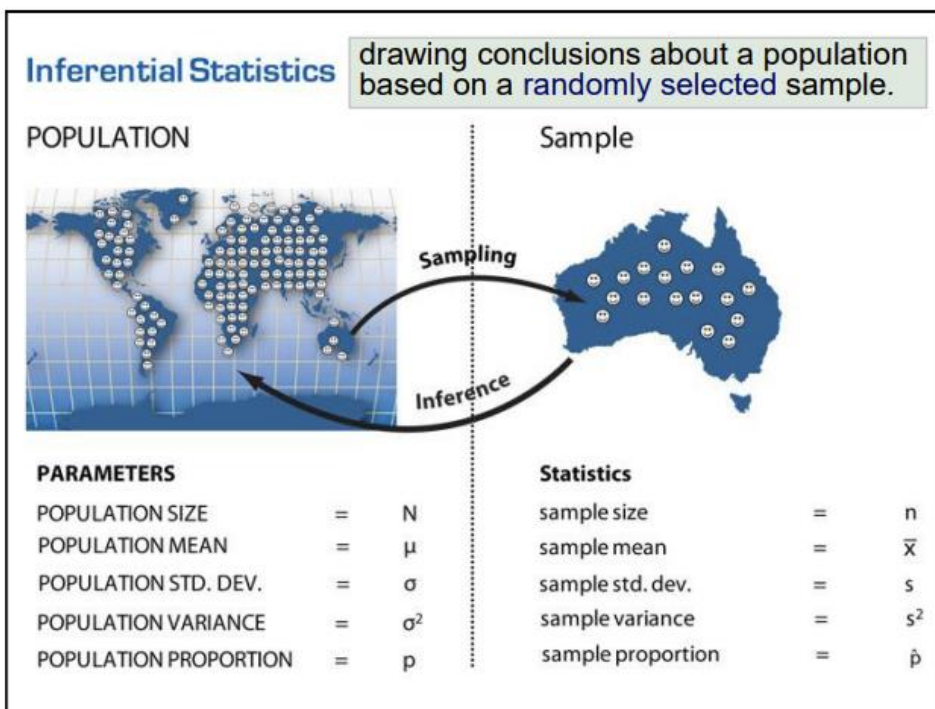 Inferential Statistics
drawing conclusions about a population
based on a randomly selected sample.
POPULATION
Sample
Sampling
Inference
PARAMETERS
POPULATION SIZE = N
POPULATION MEAN = μ
POPULATION STD. DEV. = σ
POPULATION VARIANCE = σ²
POPULATION PROPORTION = p
Statistics
sample size = n
sample mean = x̅
sample std. dev. = s
sample variance = s²
sample proportion = p̂